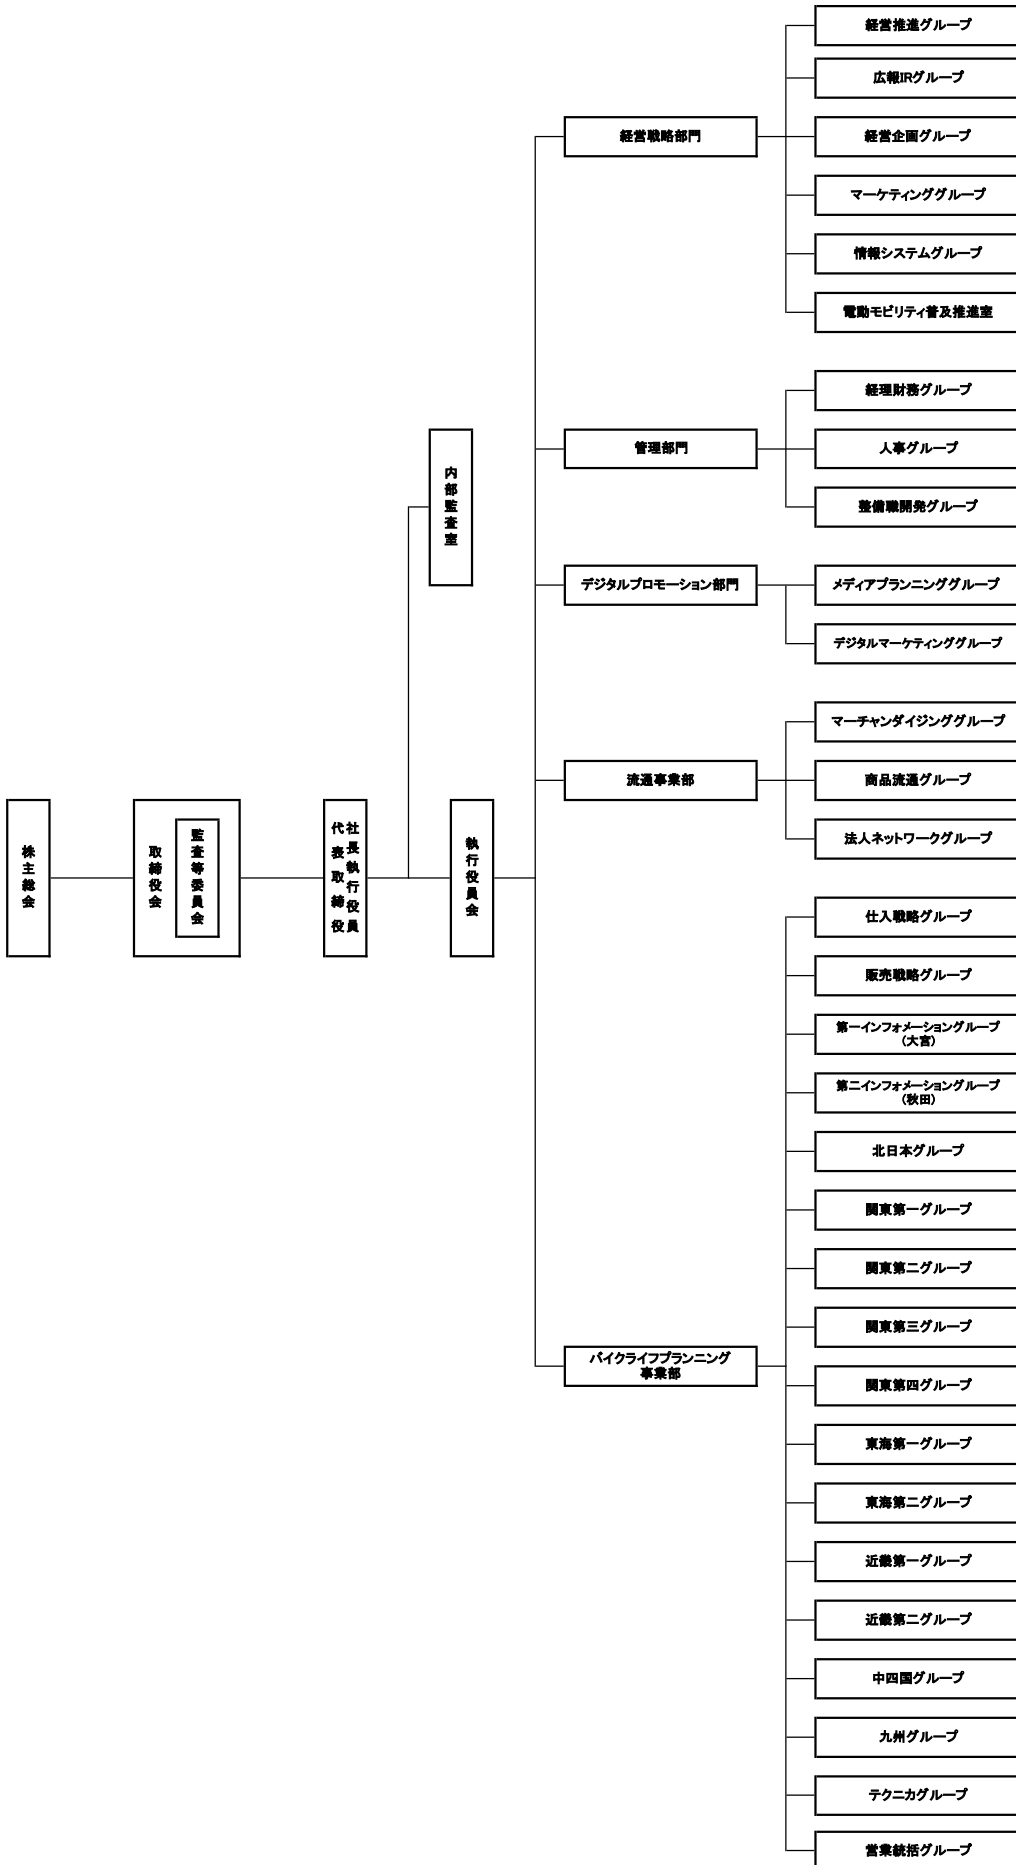 株主総会
取締役会
監査等委員会
代表取締役
社長執行役員
内部監査室
執行役員会
経営戦略部門
経営推進グループ
広報IRグループ
経営企画グループ
マーケティンググループ
情報システムグループ
電動モビリティ普及推進室
管理部門
経理財務グループ
人事グループ
整備職開発グループ
デジタルプロモーション部門
メディアプランニンググループ
デジタルマーケティンググループ
流通事業部
マーチャンダイジンググループ
商品流通グループ
法人ネットワークグループ
バイクライフプランニング
事業部
仕入戦略グループ
販売戦略グループ
第一インフォメーショングループ
(大宮)
第二インフォメーショングループ
(秋田)
北日本グループ
関東第一グループ
関東第二グループ
関東第三グループ
関東第四グループ
東海第一グループ
東海第二グループ
近畿第一グループ
近畿第二グループ
中四国グループ
九州グループ
テクニカグループ
営業統括グループ